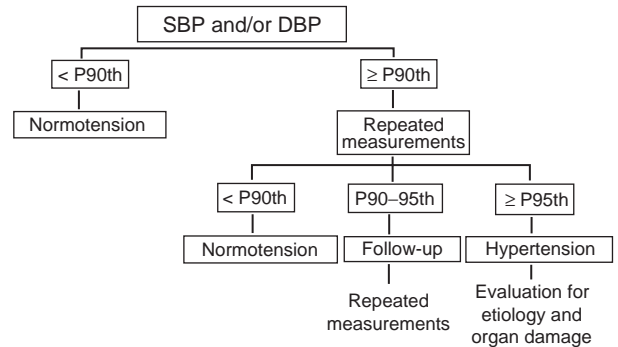 SBP and/or DBP
< P90th
≥ P90th
Normotension
Repeated
measurements
< P90th
P90–95th
≥ P95th
Normotension
Follow-up
Hypertension
Repeated
measurements
Evaluation for
etiology and
organ damage